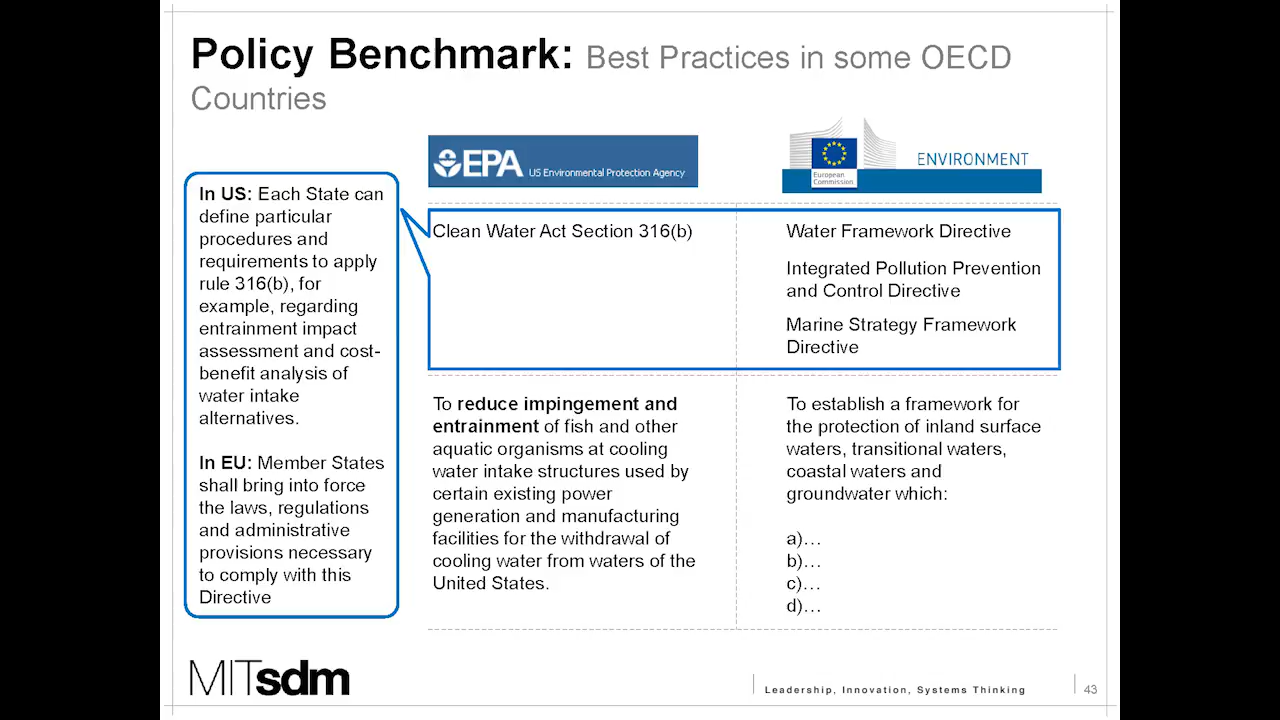 Policy Benchmark: Best Practices in some OECD
Countries
EPA US Environmental Protection Agency
European
Commission
ENVIRONMENT
In US: Each State can
define particular
procedures and
requirements to apply
rule 316(b), for
example, regarding
entrainment impact
assessment and cost-
benefit analysis of
water intake
alternatives.
In EU: Member States
shall bring into force
the laws, regulations
and administrative
provisions necessary
to comply with this
Directive
Clean Water Act Section 316(b)
Water Framework Directive
Integrated Pollution Prevention
and Control Directive
Marine Strategy Framework
Directive
To reduce impingement and
entrainment of fish and other
aquatic organisms at cooling
water intake structures used by
certain existing power
generation and manufacturing
facilities for the withdrawal of
cooling water from waters of the
United States.
To establish a framework for
the protection of inland surface
waters, transitional waters,
coastal waters and
groundwater which:
a)…
b)…
c)…
d)…
MITsdm
Leadership, Innovation, Systems Thinking
43